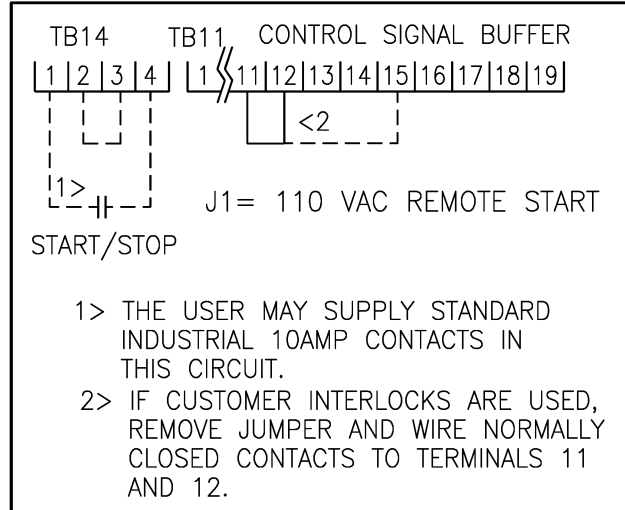 TB14 TB11 CONTROL SIGNAL BUFFER
1 2 3 4 1 11 12 13 14 15 16 17 18 19
<2
1>
J1= 110 VAC REMOTE START
START/STOP
1> THE USER MAY SUPPLY STANDARD
INDUSTRIAL 10AMP CONTACTS IN
THIS CIRCUIT.
2> IF CUSTOMER INTERLOCKS ARE USED,
REMOVE JUMPER AND WIRE NORMALLY
CLOSED CONTACTS TO TERMINALS 11
AND 12.